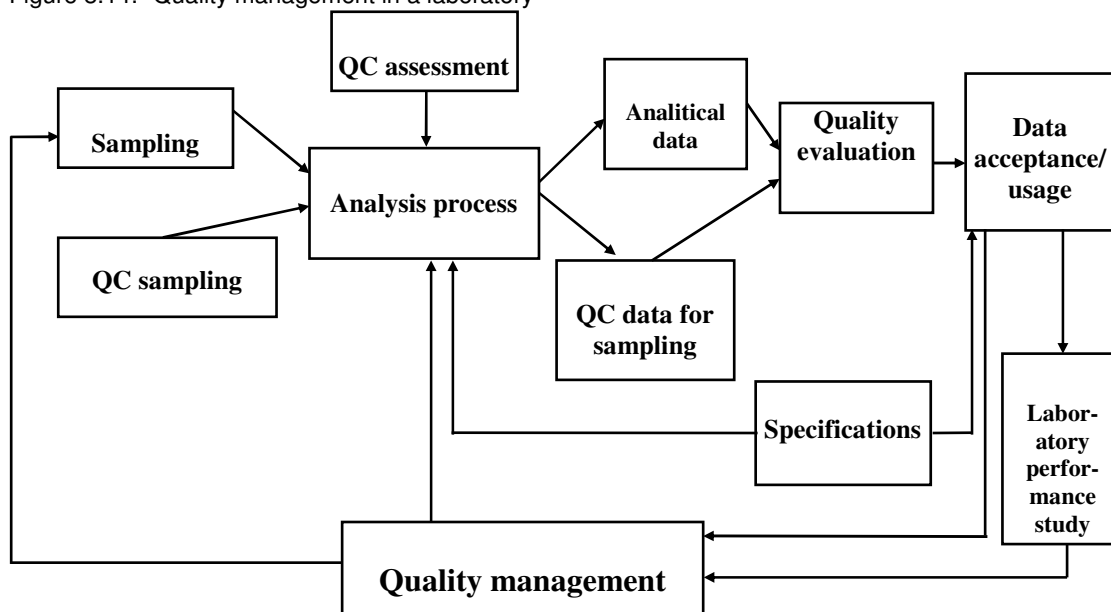 Figure 3.11. Quality management in a laboratory
QC assessment
Sampling
Analitical
data
Quality
evaluation
Data
acceptance/
usage
Analysis process
QC sampling
QC data for
sampling
Specifications
Labor-
atory
perfor-
mance
study
Quality management